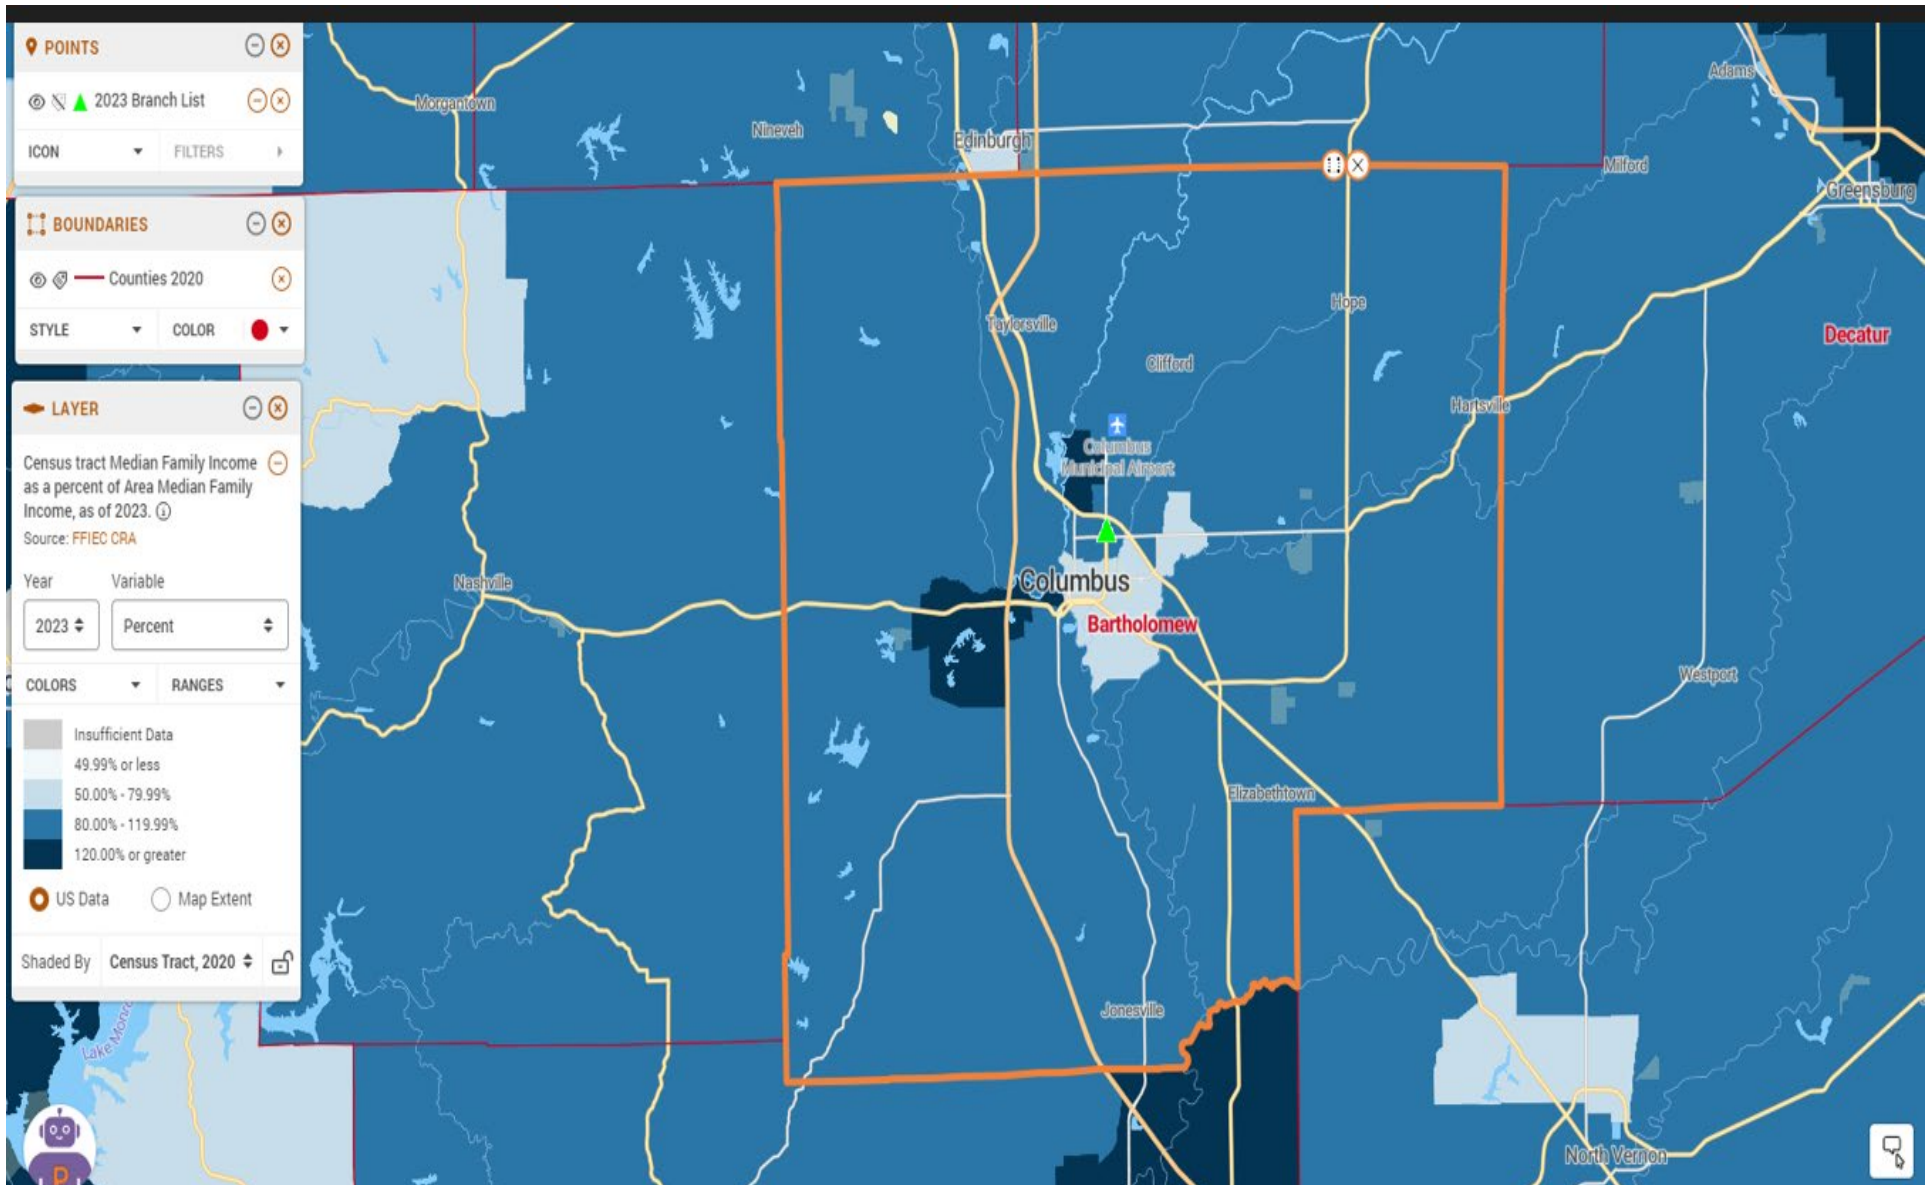 POINTS
2023 Branch List
ICON
FILTERS
BOUNDARIES
Counties 2020
STYLE
COLOR
LAYER
Census tract Median Family Income
as a percent of Area Median Family
Income, as of 2023.
Source: FFIEC CRA
Year
Variable
2023
Percent
COLORS
RANGES
Insufficient Data
49.99% or less
50.00% - 79.99%
80.00% - 119.99%
120.00% or greater
US Data
Map Extent
Shaded By
Census Tract, 2020
Morgantown
Nineveh
Edinburgh
Adams
Milford
Greensburg
Taylorsville
Hope
Decatur
Clifford
Hartsville
Columbus
Municipal Airport
Nashville
Columbus
Bartholomew
Westport
Elizabethtown
Jonesville
North Vernon
P